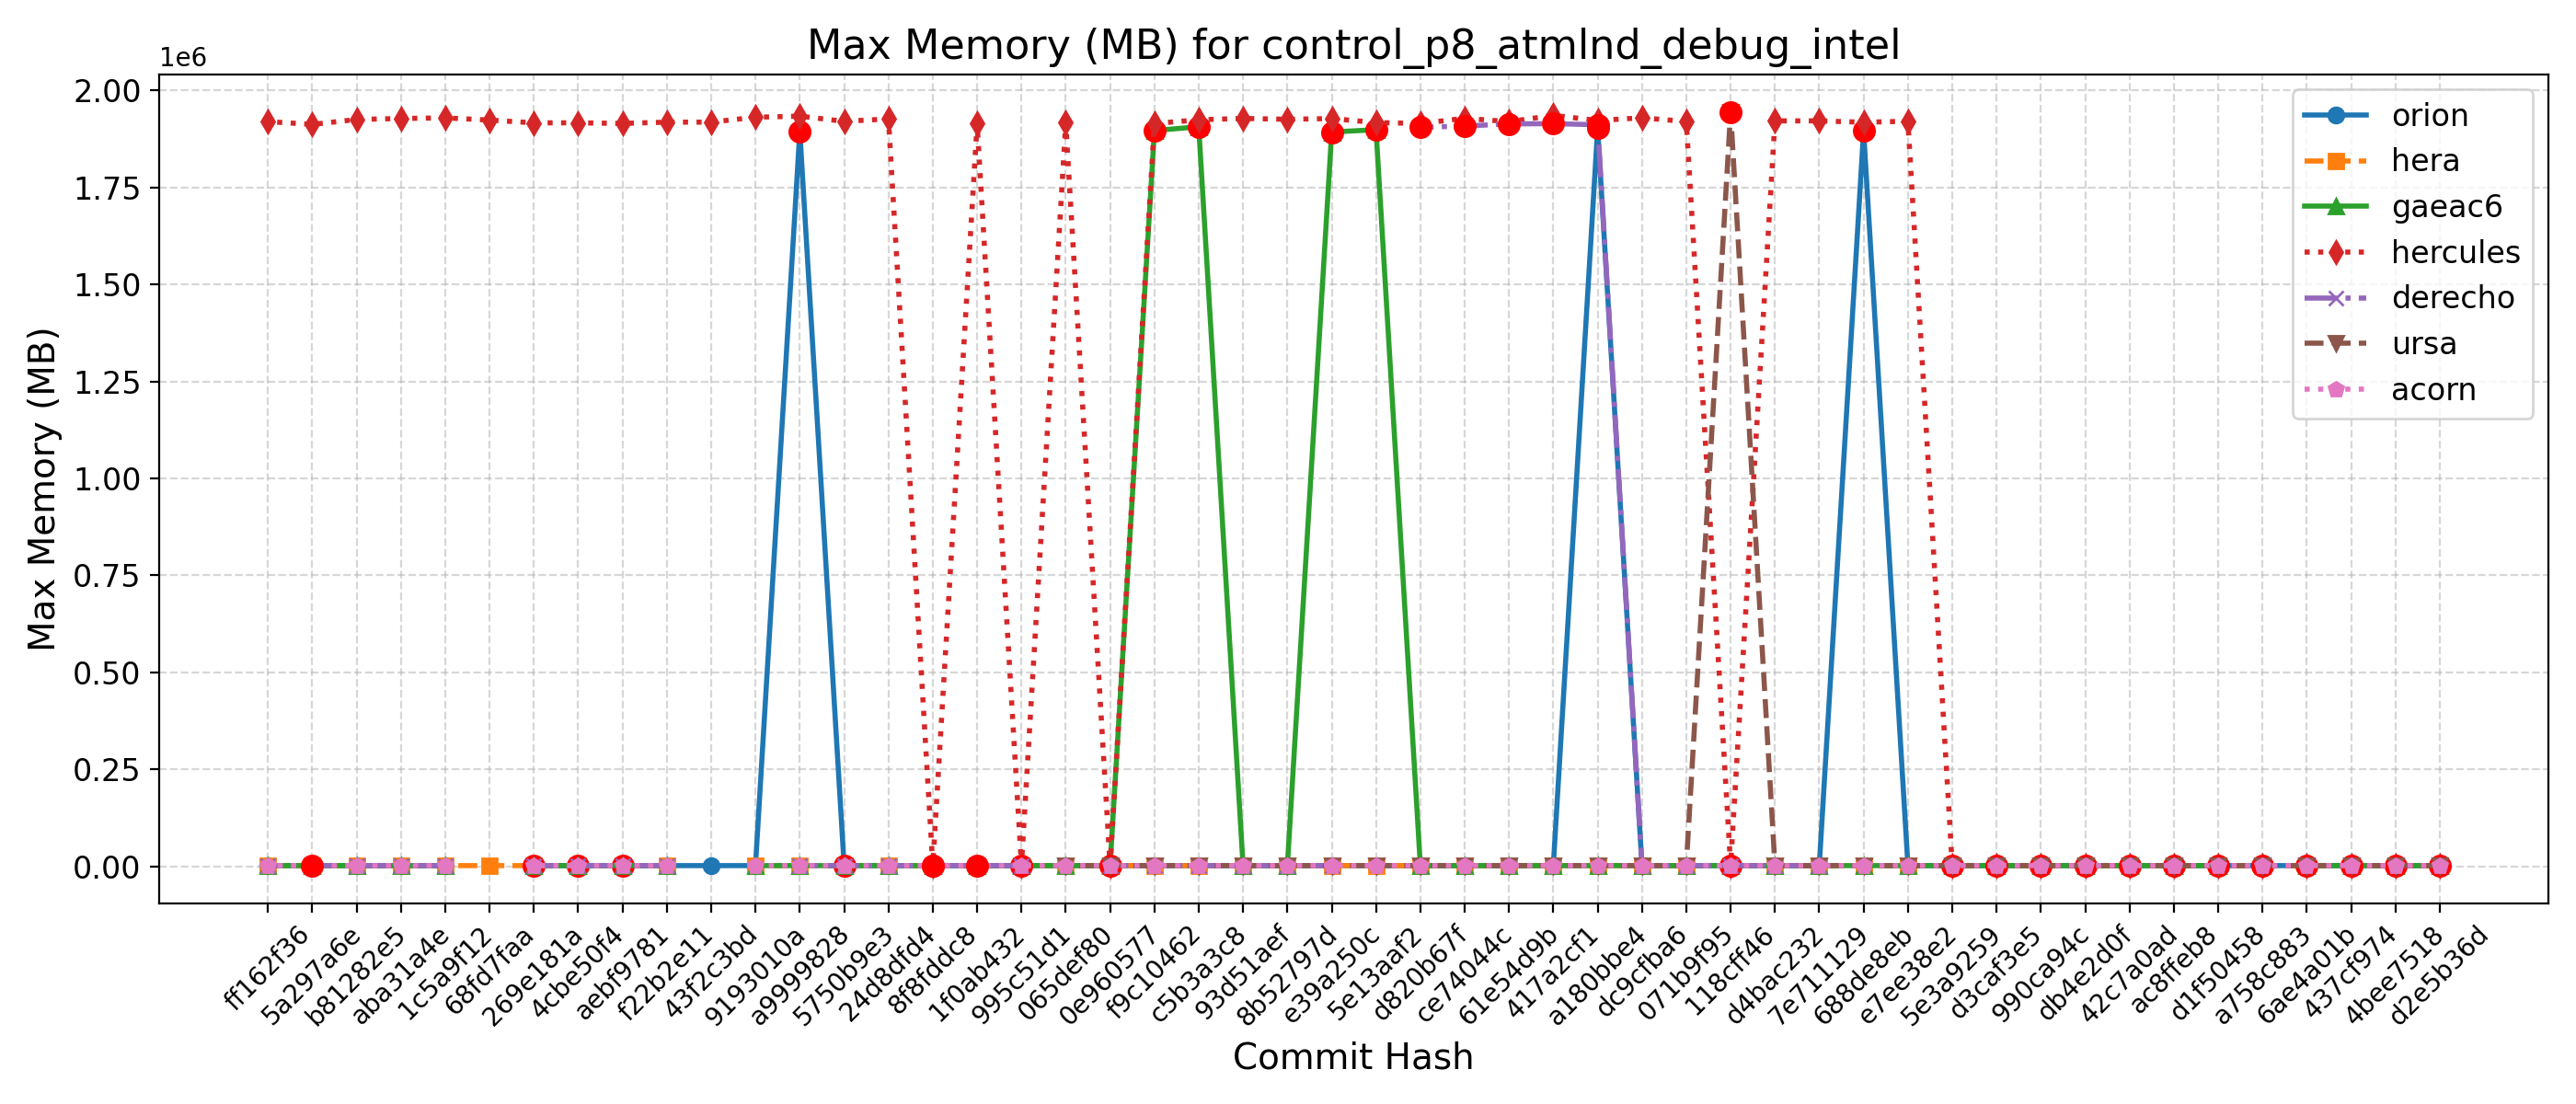 Max Memory (MB) for control_p8_atmlnd_debug_intel
1e6
2.00
1.75
1.50
1.25
1.00
0.75
0.50
0.25
0.00
Max Memory (MB)
orion
hera
gaeac6
hercules
derecho
ursa
acorn
ff162f36
5a297a6e
b81282e5
aba31a4e
1c5a9f12
68fd7faa
269e181a
4cbe50f4
aebf9781
f22b2e11
43f2c3bd
9193010a
a9999828
5750b9e3
24d8dfd4
8f8fddc8
1f0ab432
995c51d1
065def80
0e960577
f9c10462
c5b3a3c8
93d51aef
8b52797d
e39a250c
5e13aaf2
d820b67f
ce74044c
61e54d9b
417a2cf1
a180bbe4
dc9cfba6
071b9f95
118cff46
d4bac232
7e711129
688de8eb
e7ee38e2
5e3a9259
d3caf3e5
990ca94c
db4e2d0f
42c7a0ad
ac8ffeb8
d1f50458
a758c883
6ae4a01b
437cf974
4bee7518
d2e5b36d
Commit Hash